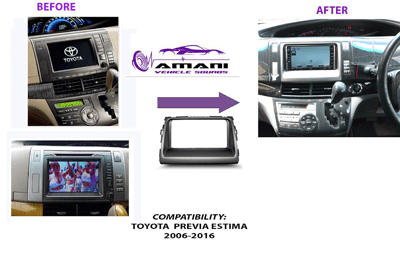 BEFORE
AFTER
TOYOTA
AMANI
VEHICLE SOUNDS
COMPATIBILITY:
TOYOTA PREVIA ESTIMA
2006-2016